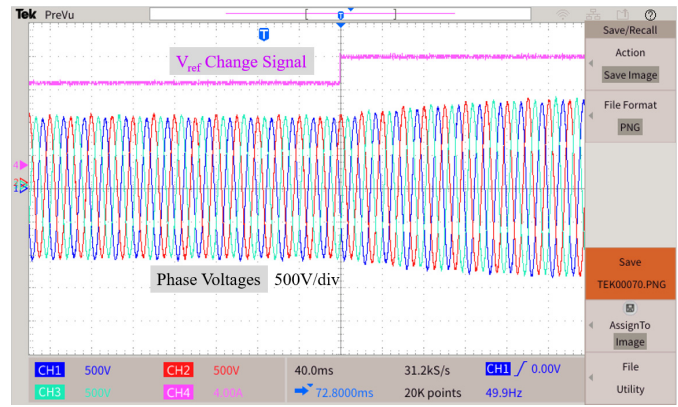 Tek PreVu
T
T
V_ref Change Signal
4
2
1
Phase Voltages 500V/div
Save/Recall
Action
Save Image
File Format
PNG
Save
TEK00070.PNG
AssignTo
Image
File
Utility
CH1 500V CH2 500V 40.0ms 31.2kS/s CH1 0.00V
CH3 500V CH4 4.00A 72.8000ms 20K points 49.9Hz